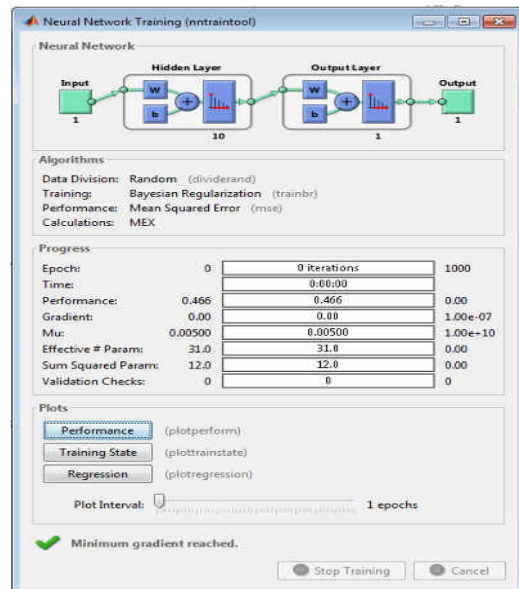 Neural Network Training (nntraintool)
Neural Network
Hidden Layer
Output Layer
Input
Output
W
b
W
b
1
10
1
1
Algorithms
Data Division: Random (dividerand)
Training: Bayesian Regularization (trainbr)
Performance: Mean Squared Error (mse)
Calculations: MEX
Progress
Epoch: 0 0 iterations 1000
Time: 0:00:00
Performance: 0.466 0.466 0.00
Gradient: 0.00 0.00 1.00e-07
Mu: 0.00500 0.00500 1.00e+10
Effective # Param: 31.0 31.0 0.00
Sum Squared Param: 12.0 12.0 0.00
Validation Checks: 0 0 0
Plots
Performance (plotperform)
Training State (plottrainstate)
Regression (plotregression)
Plot Interval: 1 epochs
Minimum gradient reached.
Stop Training Cancel